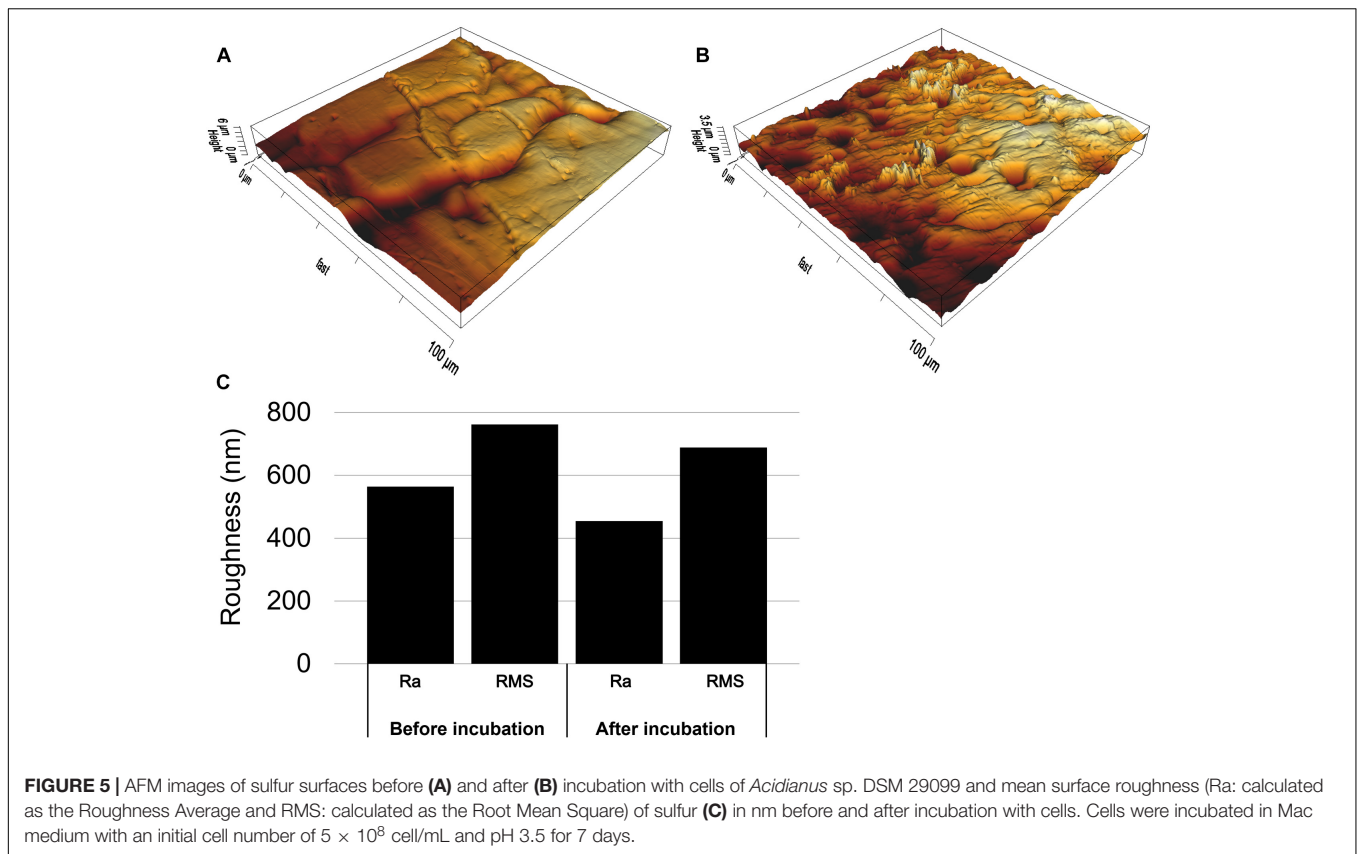 A
B
6 µm
0 µm
Height
0 µm
fast
100 µm
3.5 µm
0 µm
Height
0 µm
fast
100 µm
C
Roughness (nm)
800
600
400
200
0
Ra RMS Ra RMS
Before incubation After incubation
FIGURE 5 | AFM images of sulfur surfaces before (A) and after (B) incubation with cells of Acidianus sp. DSM 29099 and mean surface roughness (Ra: calculated
as the Roughness Average and RMS: calculated as the Root Mean Square) of sulfur (C) in nm before and after incubation with cells. Cells were incubated in Mac
medium with an initial cell number of 5 × 10⁸ cell/mL and pH 3.5 for 7 days.